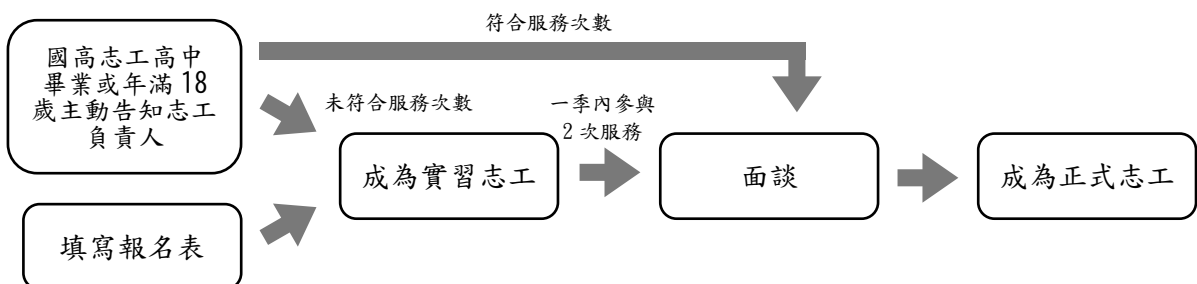 符合服務次數
國高志工高中
畢業或年滿 18
歲主動告知志工
負責人
未符合服務次數
一季內參與
2 次服務
成為實習志工
面談
成為正式志工
填寫報名表